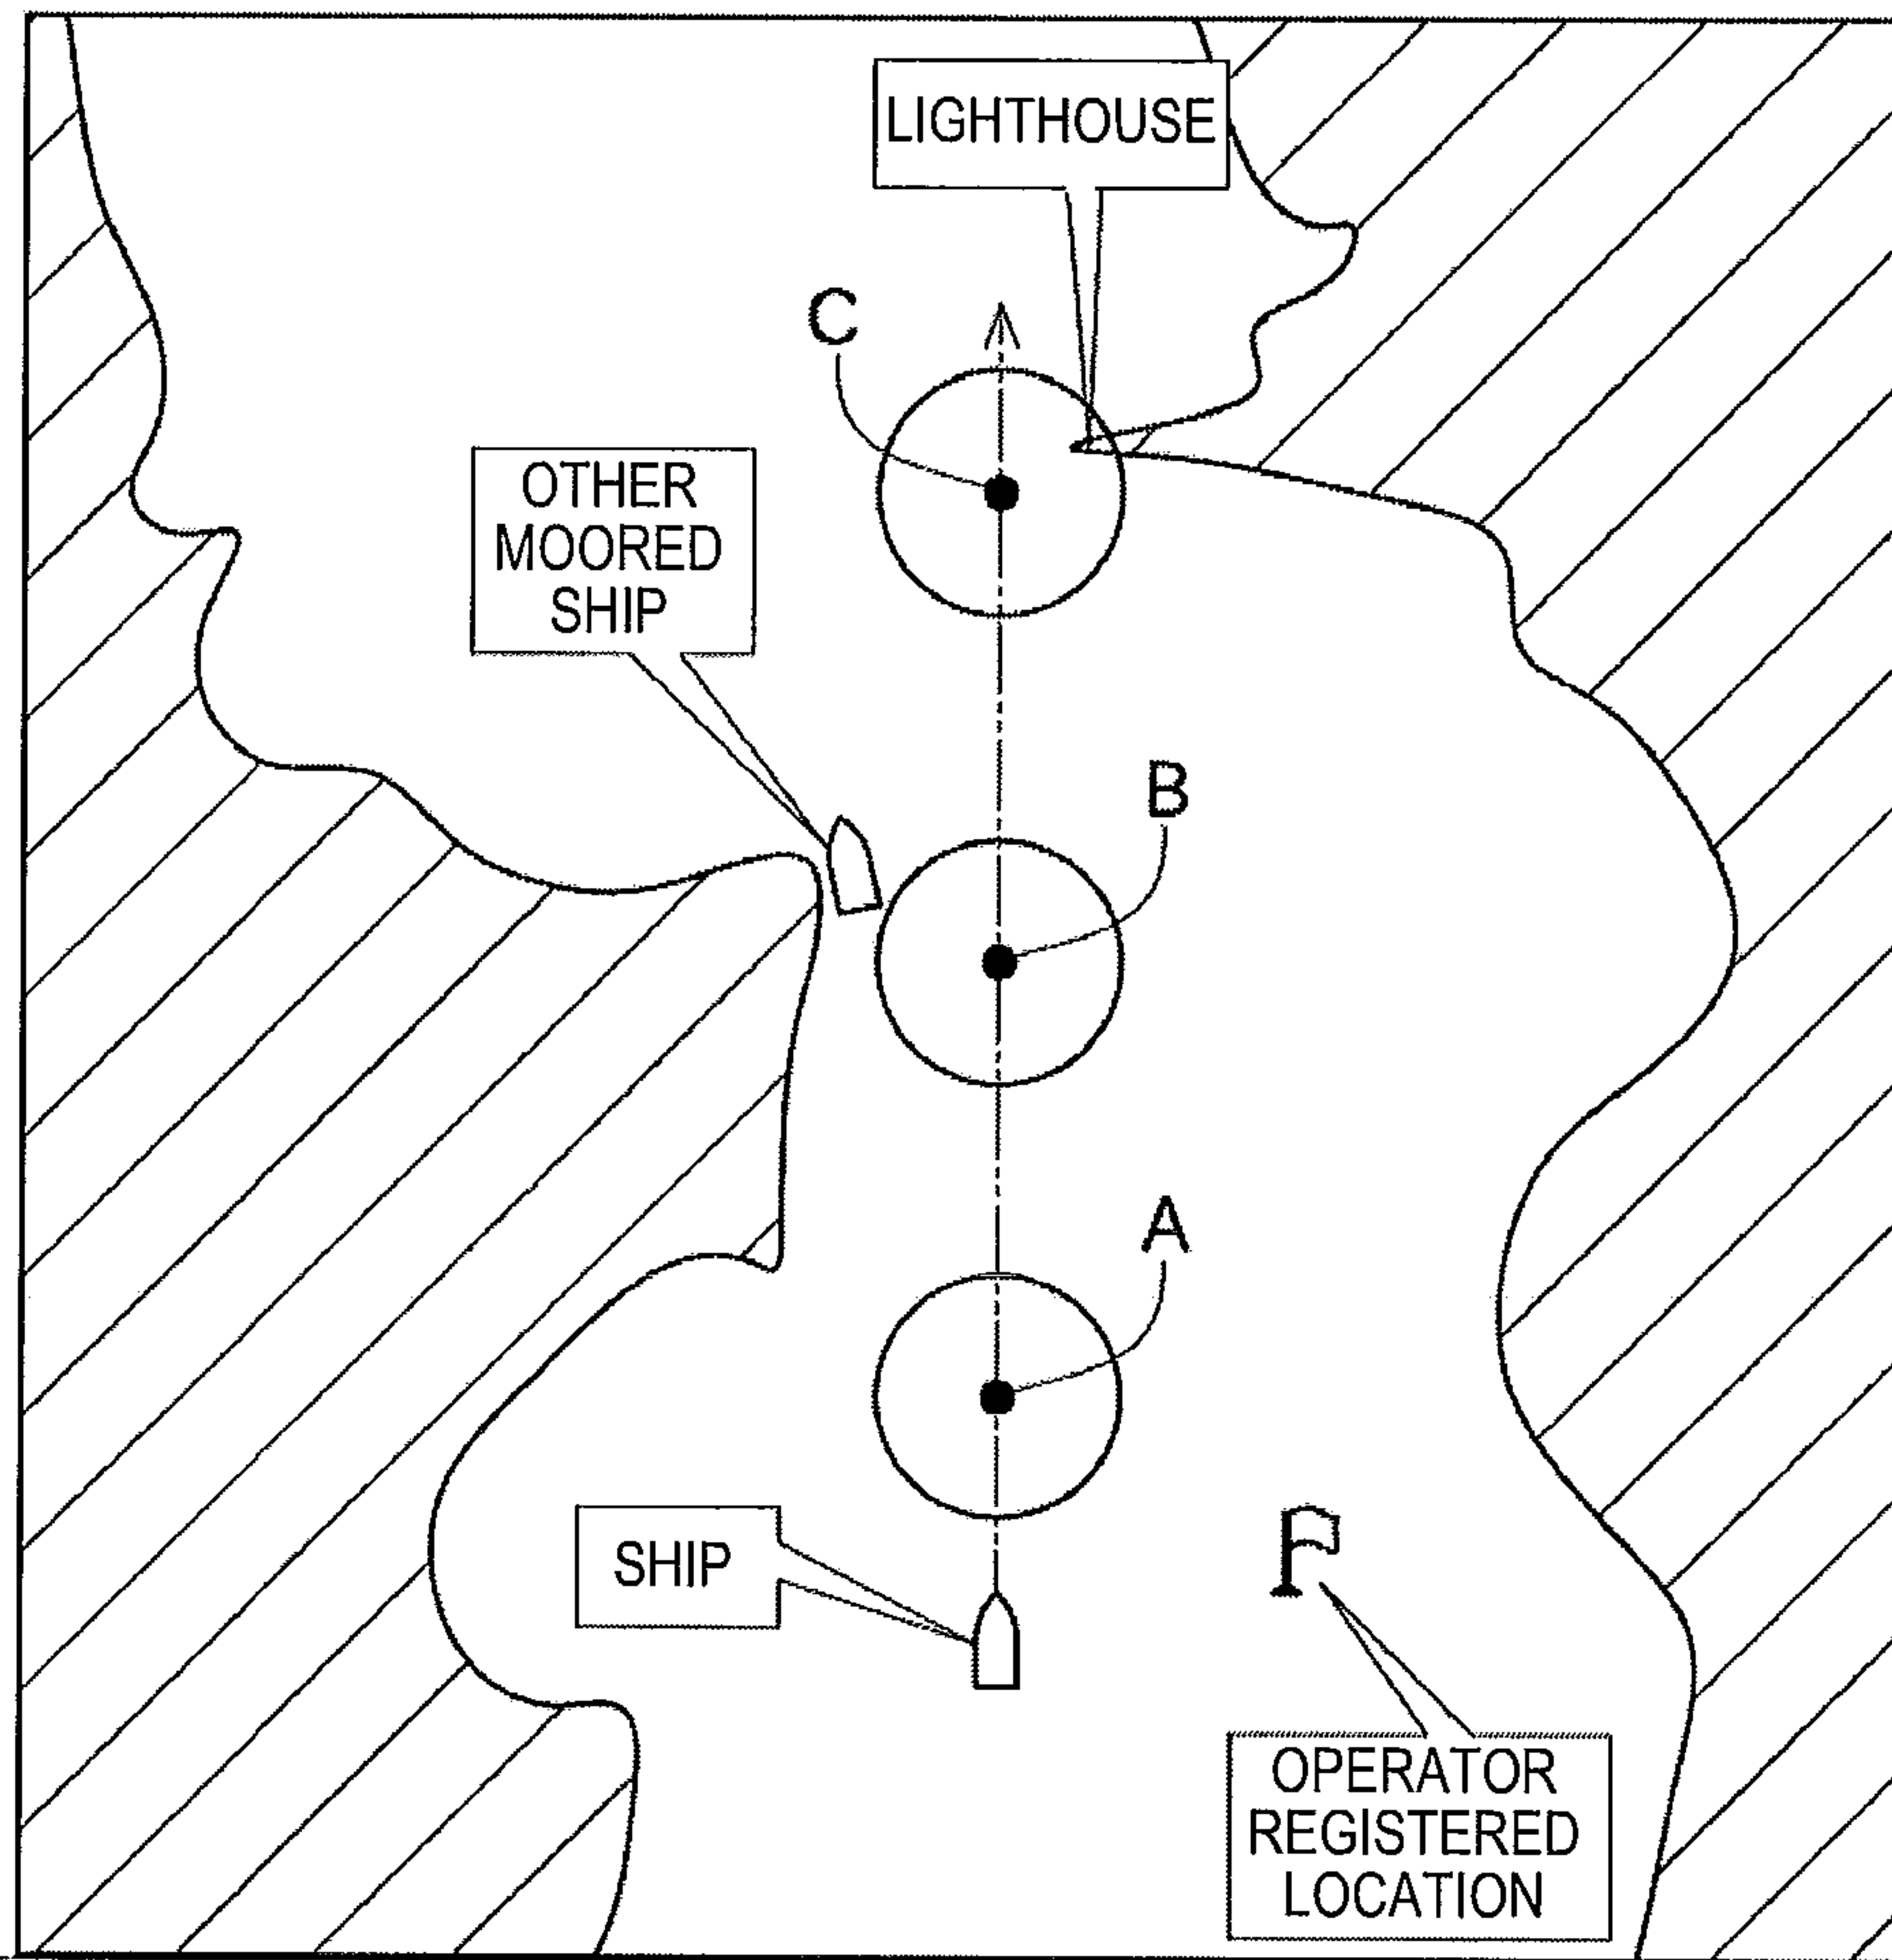 LIGHTHOUSE
C
OTHER
MOORED
SHIP
B
A
SHIP
OPERATOR
REGISTERED
LOCATION